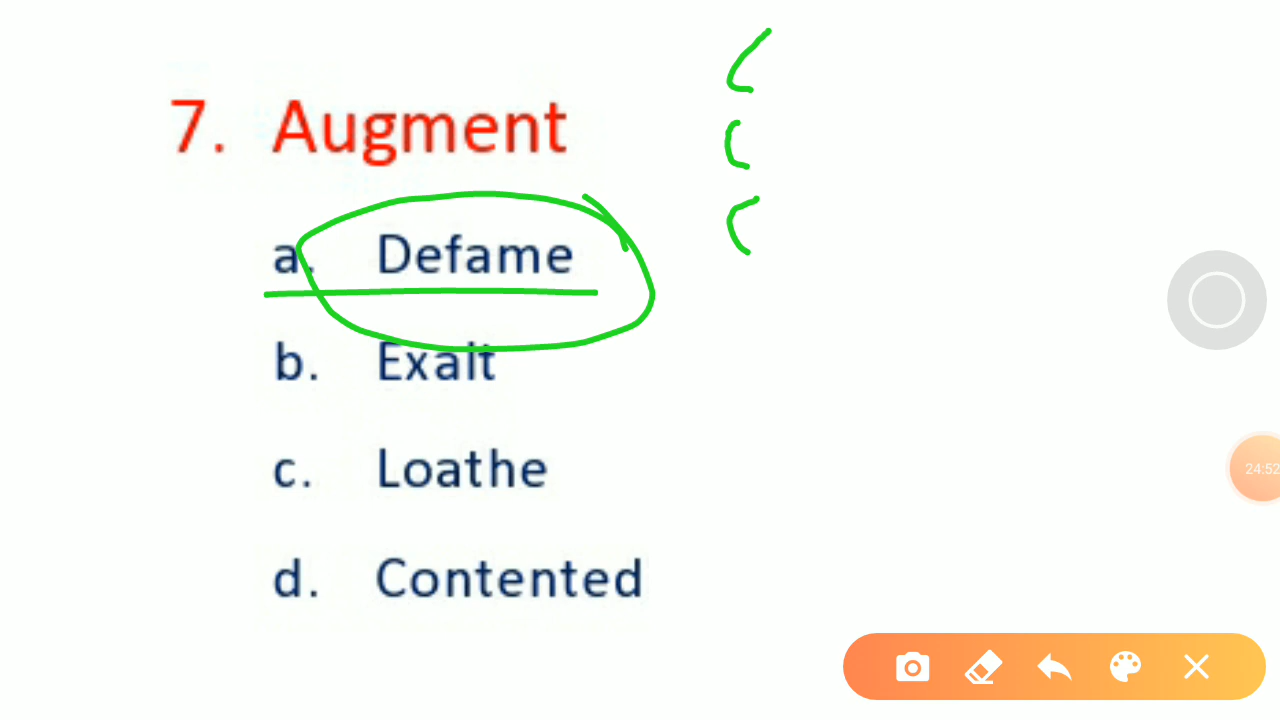 7. Augment
a. Defame
b. Exalt
c. Loathe
d. Contented
24:52